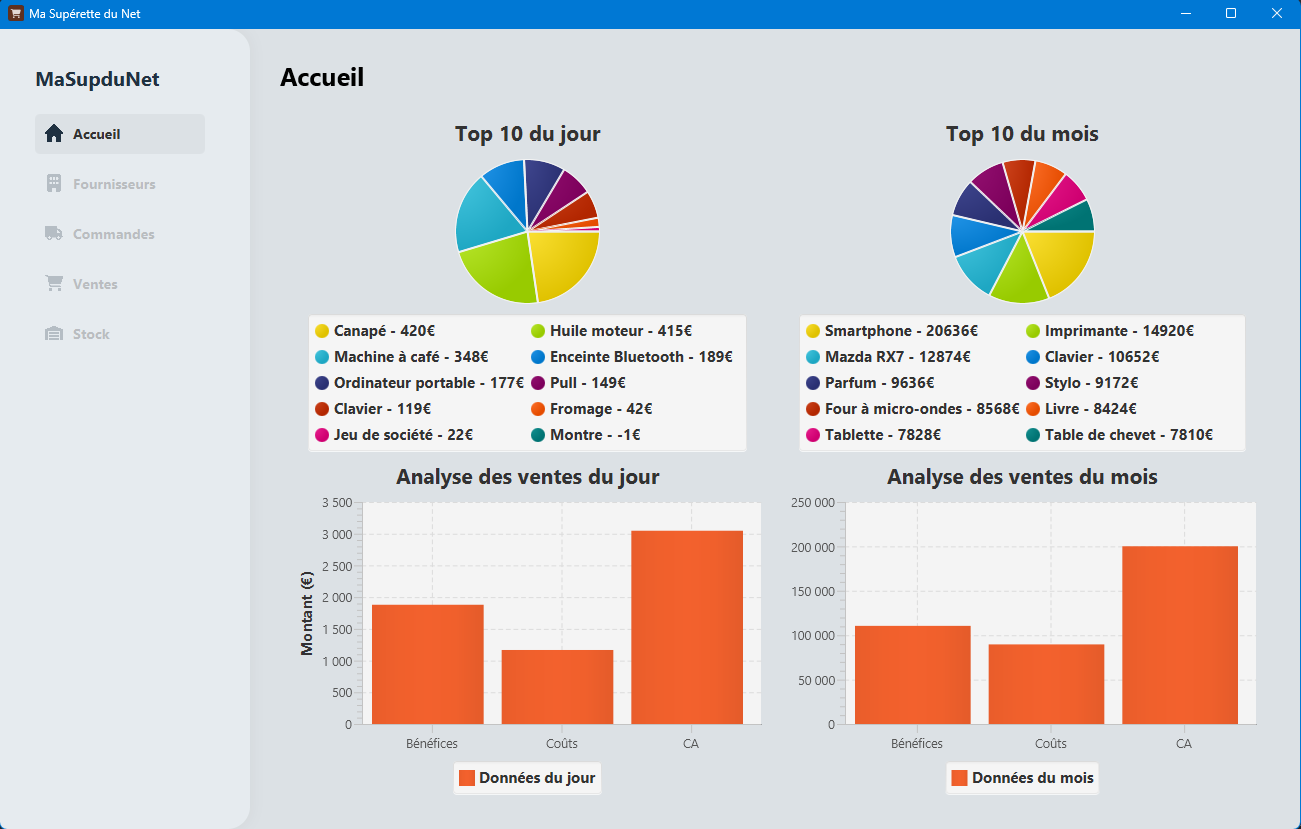 Ma Supérette du Net
MaSupduNet
Accueil
Fournisseurs
Commandes
Ventes
Stock
Accueil
Top 10 du jour
Canapé - 420€ Huile moteur - 415€
Machine à café - 348€ Enceinte Bluetooth - 189€
Ordinateur portable - 177€ Pull - 149€
Clavier - 119€ Fromage - 42€
Jeu de société - 22€ Montre - -1€
Top 10 du mois
Smartphone - 20636€ Imprimante - 14920€
Mazda RX7 - 12874€ Clavier - 10652€
Parfum - 9636€ Stylo - 9172€
Four à micro-ondes - 8568€ Livre - 8424€
Tablette - 7828€ Table de chevet - 7810€
Analyse des ventes du jour
Montant (€)
3 500
3 000
2 500
2 000
1 500
1 000
500
0
Bénéfices Coûts CA
Données du jour
Analyse des ventes du mois
250 000
200 000
150 000
100 000
50 000
0
Bénéfices Coûts CA
Données du mois